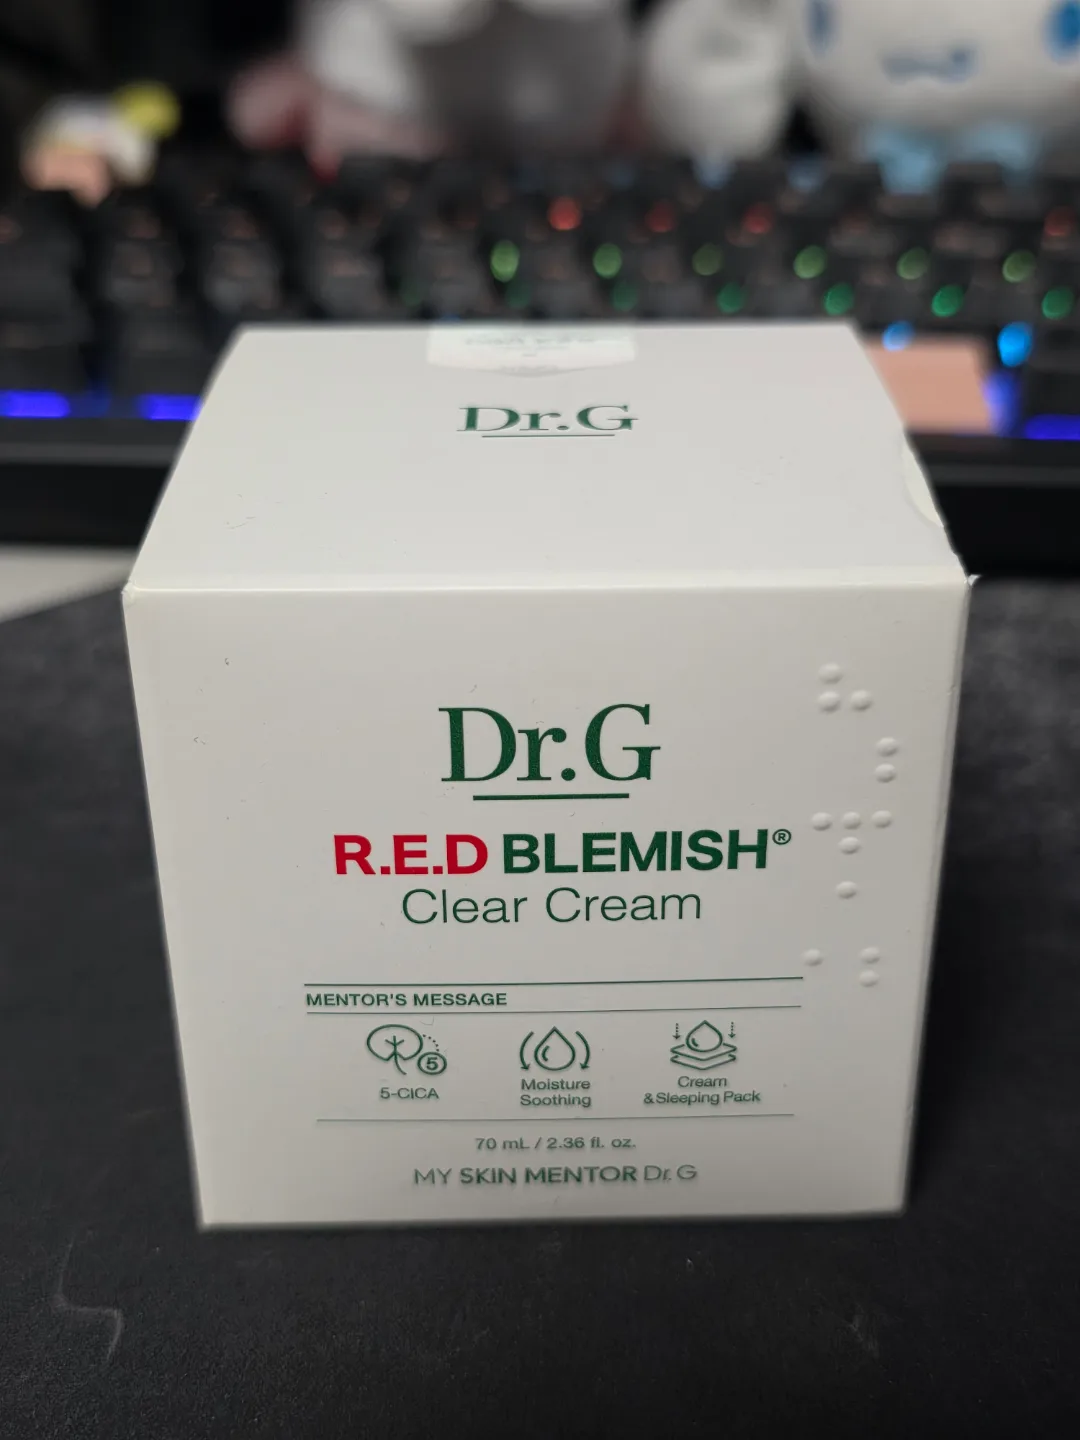 Dr.G
Dr.G
R.E.D BLEMISH®
Clear Cream
MENTOR'S MESSAGE
5
5-CICA
Moisture
Soothing
Cream
& Sleeping Pack
70 mL / 2.36 fl. oz.
MY SKIN MENTOR Dr.G